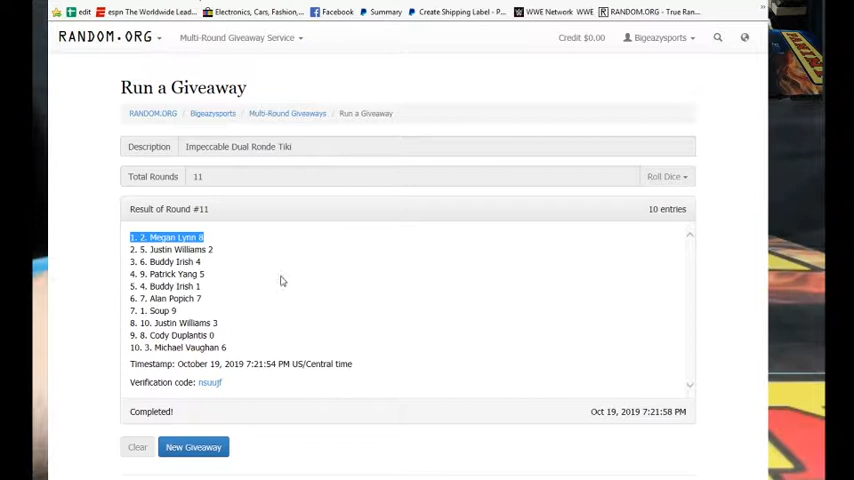 edit espn The Worldwide Lead... Electronics, Cars, Fashion,... Facebook Summary Create Shipping Label - P... WWE Network WWE RANDOM.ORG - True Ran... »
RANDOM.ORG Multi-Round Giveaway Service Credit $0.00 Bigeazysports
Run a Giveaway
RANDOM.ORG / Bigeazysports / Multi-Round Giveaways / Run a Giveaway
Description Impeccable Dual Ronde Tiki
Total Rounds 11 Roll Dice
Result of Round #11 10 entries
1. 2. Megan Lynn 8
2. 5. Justin Williams 2
3. 6. Buddy Irish 4
4. 9. Patrick Yang 5
5. 4. Buddy Irish 1
6. 7. Alan Popich 7
7. 1. Soup 9
8. 10. Justin Williams 3
9. 8. Cody Duplantis 0
10. 3. Michael Vaughan 6
Timestamp: October 19, 2019 7:21:54 PM US/Central time
Verification code: nsuujf
Completed! Oct 19, 2019 7:21:58 PM
Clear New Giveaway
PANINI